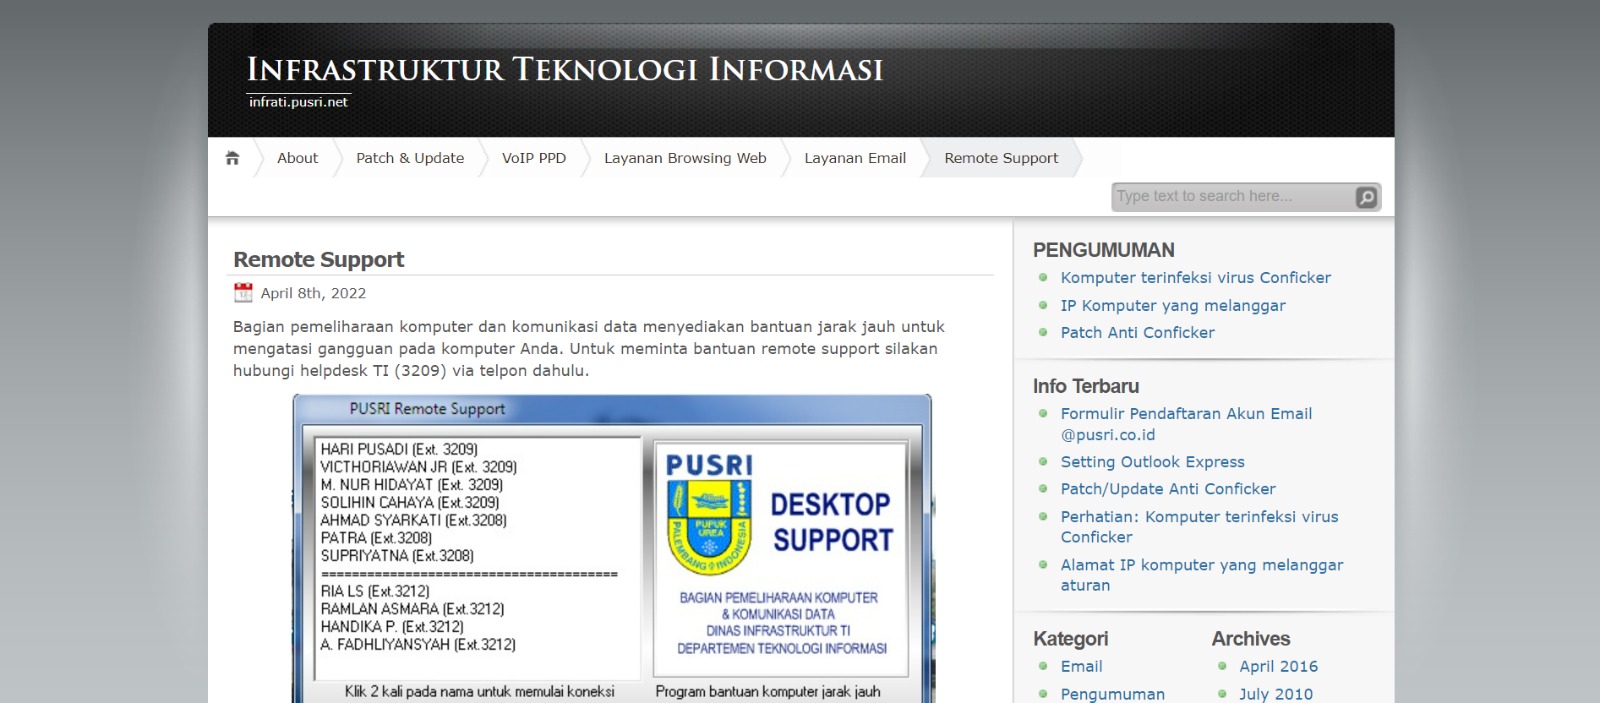 INFRASTRUKTUR TEKNOLOGI INFORMASI
infrati.pusri.net
About
Patch & Update
VoIP PPD
Layanan Browsing Web
Layanan Email
Remote Support
Type text to search here...
Remote Support
April 8th, 2022
Bagian pemeliharaan komputer dan komunikasi data menyediakan bantuan jarak jauh untuk
mengatasi gangguan pada komputer Anda. Untuk meminta bantuan remote support silakan
hubungi helpdesk TI (3209) via telpon dahulu.
PUSRI Remote Support
HARI PUSADI (Ext. 3209)
VICTHORIAWAN JR (Ext. 3209)
M. NUR HIDAYAT (Ext. 3209)
SOLIHIN CAHAYA (Ext.3209)
AHMAD SYARKATI (Ext.3208)
PATRA (Ext.3208)
SUPRIYATNA (Ext.3208)
=======================================
RIA LS (Ext.3212)
RAMLAN ASMARA (Ext.3212)
HANDIKA P. (Ext.3212)
A. FADHLIYANSYAH (Ext.3212)
Klik 2 kali pada nama untuk memulai koneksi
PUSRI
PUPUK
UREA
PALEMBANG INDONESIA
DESKTOP
SUPPORT
BAGIAN PEMELIHARAAN KOMPUTER
& KOMUNIKASI DATA
DINAS INFRASTRUKTUR TI
DEPARTEMEN TEKNOLOGI INFORMASI
Program bantuan komputer jarak jauh
PENGUMUMAN
Komputer terinfeksi virus Conficker
IP Komputer yang melanggar
Patch Anti Conficker
Info Terbaru
Formulir Pendaftaran Akun Email
@pusri.co.id
Setting Outlook Express
Patch/Update Anti Conficker
Perhatian: Komputer terinfeksi virus
Conficker
Alamat IP komputer yang melanggar
aturan
Kategori
Email
Pengumuman
Archives
April 2016
July 2010